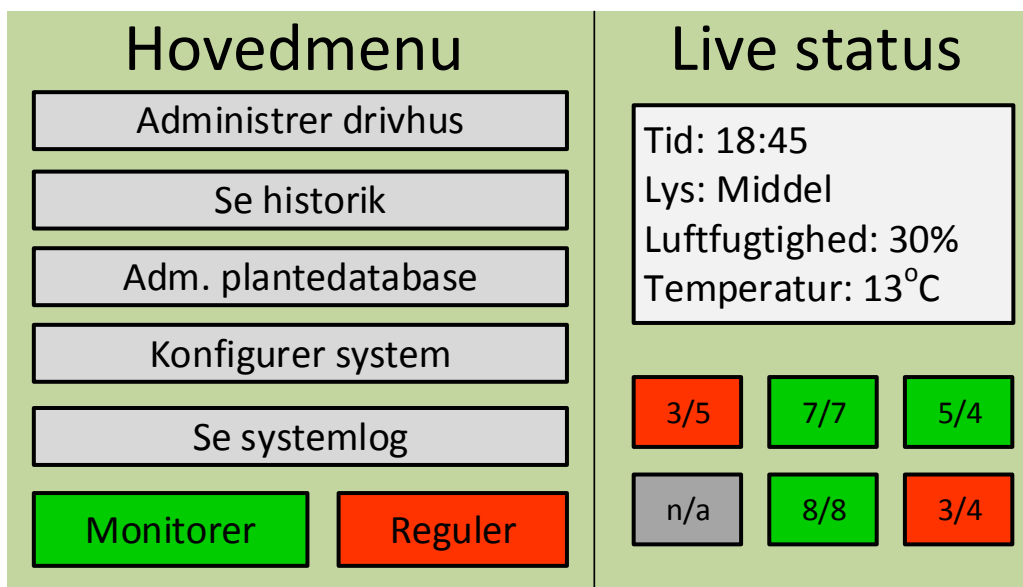 Hovedmenu
Administrer drivhus
Se historik
Adm. plantedatabase
Konfigurer system
Se systemlog
Monitorer
Reguler
Live status
Tid: 18:45
Lys: Middel
Luftfugtighed: 30%
Temperatur: 13°C
3/5
7/7
5/4
n/a
8/8
3/4